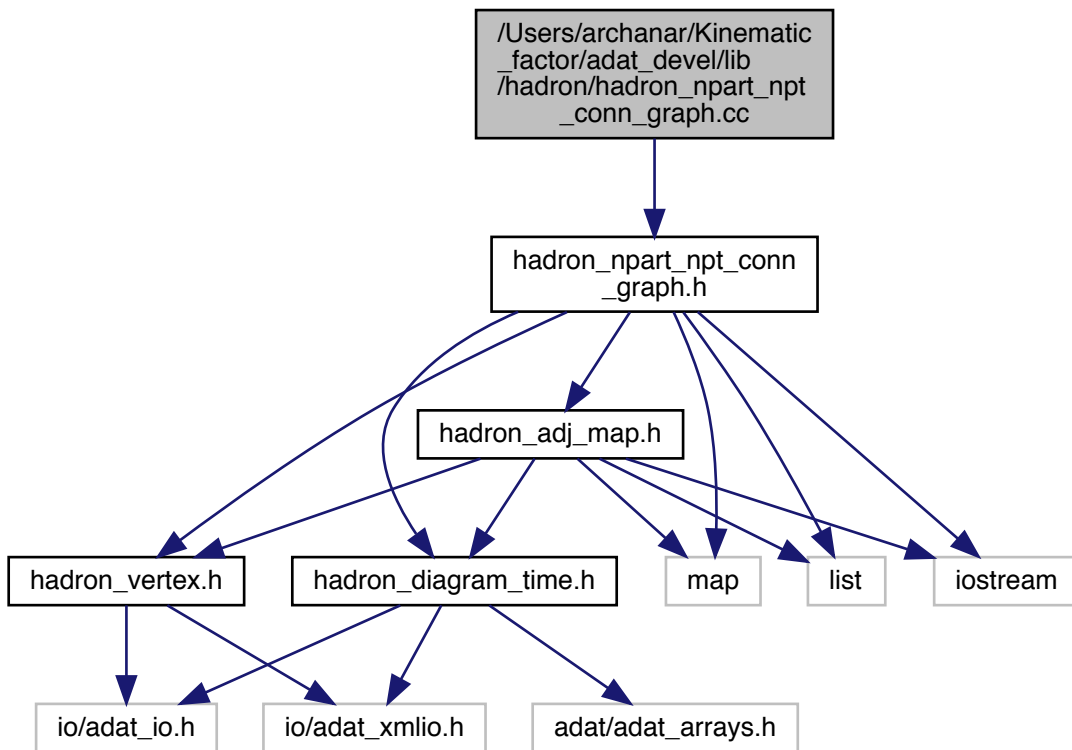 /Users/archanar/Kinematic
_factor/adat_devel/lib
/hadron/hadron_npart_npt
_conn_graph.cc
hadron_npart_npt_conn
_graph.h
hadron_adj_map.h
hadron_vertex.h
hadron_diagram_time.h
map
list
iostream
io/adat_io.h
io/adat_xmlio.h
adat/adat_arrays.h